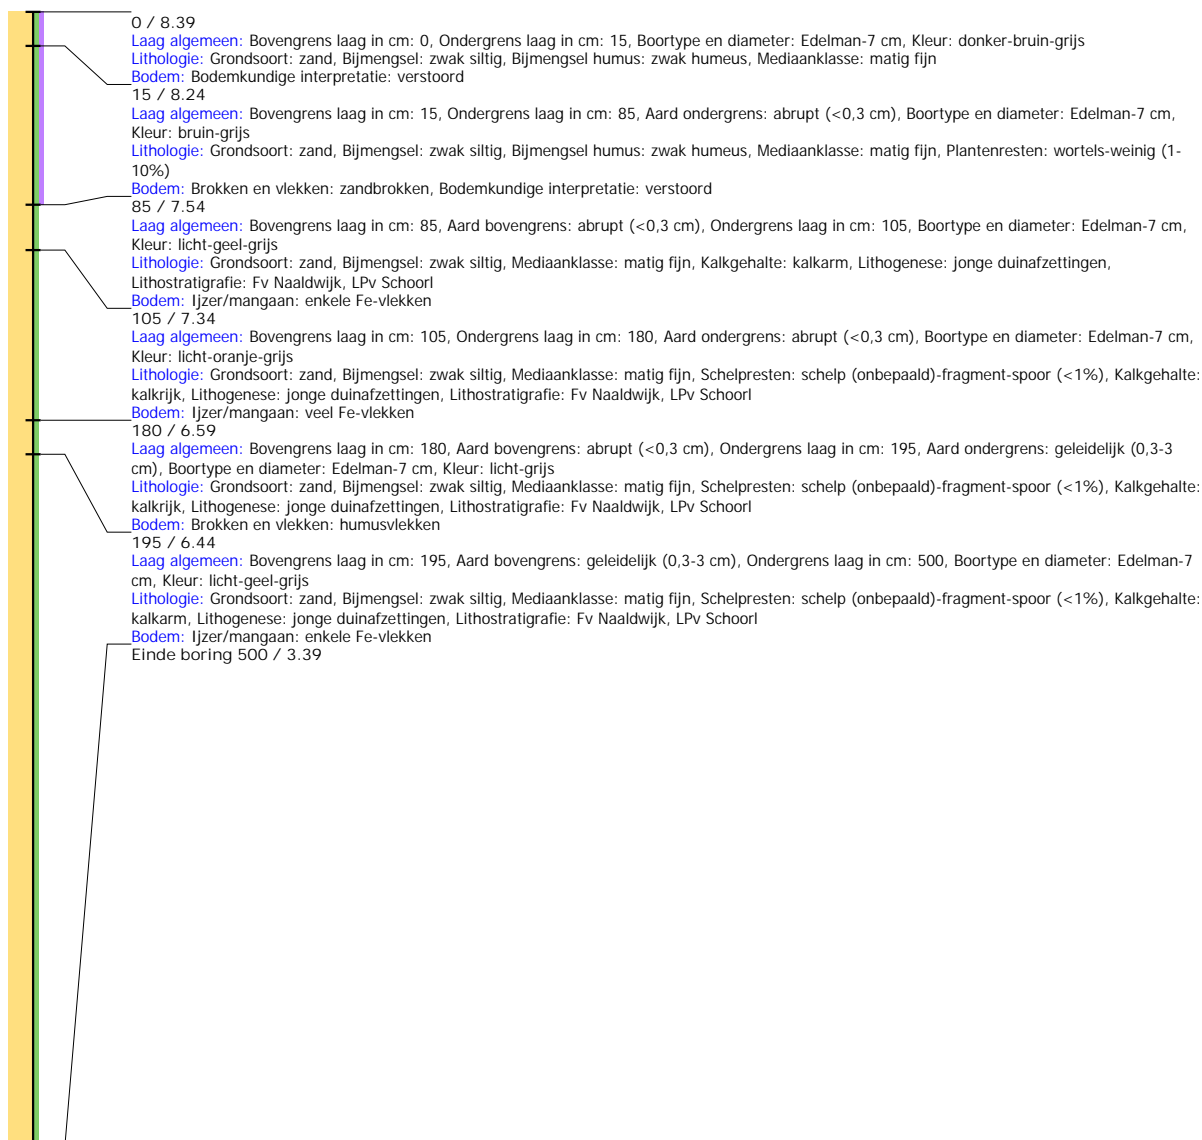 0 / 8.39
Laag algemeen: Bovengrens laag in cm: 0, Ondergrens laag in cm: 15, Boortype en diameter: Edelman-7 cm, Kleur: donker-bruin-grijs
Lithologie: Grondsoort: zand, Bijmengsel: zwak siltig, Bijmengsel humus: zwak humeus, Mediaanklasse: matig fijn
Bodem: Bodemkundige interpretatie: verstoord
15 / 8.24
Laag algemeen: Bovengrens laag in cm: 15, Ondergrens laag in cm: 85, Aard ondergrens: abrupt (<0,3 cm), Boortype en diameter: Edelman-7 cm,
Kleur: bruin-grijs
Lithologie: Grondsoort: zand, Bijmengsel: zwak siltig, Bijmengsel humus: zwak humeus, Mediaanklasse: matig fijn, Plantenresten: wortels-weinig (1-
10%)
Bodem: Brokken en vlekken: zandbrokken, Bodemkundige interpretatie: verstoord
85 / 7.54
Laag algemeen: Bovengrens laag in cm: 85, Aard bovengrens: abrupt (<0,3 cm), Ondergrens laag in cm: 105, Boortype en diameter: Edelman-7 cm,
Kleur: licht-geel-grijs
Lithologie: Grondsoort: zand, Bijmengsel: zwak siltig, Mediaanklasse: matig fijn, Kalkgehalte: kalkarm, Lithogenese: jonge duinafzettingen,
Lithostratigrafie: Fv Naaldwijk, LPv Schoorl
Bodem: Ijzer/mangaan: enkele Fe-vlekken
105 / 7.34
Laag algemeen: Bovengrens laag in cm: 105, Ondergrens laag in cm: 180, Aard ondergrens: abrupt (<0,3 cm), Boortype en diameter: Edelman-7 cm,
Kleur: licht-oranje-grijs
Lithologie: Grondsoort: zand, Bijmengsel: zwak siltig, Mediaanklasse: matig fijn, Schelpresten: schelp (onbepaald)-fragment-spoor (<1%), Kalkgehalte:
kalkrijk, Lithogenese: jonge duinafzettingen, Lithostratigrafie: Fv Naaldwijk, LPv Schoorl
Bodem: Ijzer/mangaan: veel Fe-vlekken
180 / 6.59
Laag algemeen: Bovengrens laag in cm: 180, Aard bovengrens: abrupt (<0,3 cm), Ondergrens laag in cm: 195, Aard ondergrens: geleidelijk (0,3-3
cm), Boortype en diameter: Edelman-7 cm, Kleur: licht-grijs
Lithologie: Grondsoort: zand, Bijmengsel: zwak siltig, Mediaanklasse: matig fijn, Schelpresten: schelp (onbepaald)-fragment-spoor (<1%), Kalkgehalte:
kalkrijk, Lithogenese: jonge duinafzettingen, Lithostratigrafie: Fv Naaldwijk, LPv Schoorl
Bodem: Brokken en vlekken: humusvlekken
195 / 6.44
Laag algemeen: Bovengrens laag in cm: 195, Aard bovengrens: geleidelijk (0,3-3 cm), Ondergrens laag in cm: 500, Boortype en diameter: Edelman-7
cm, Kleur: licht-geel-grijs
Lithologie: Grondsoort: zand, Bijmengsel: zwak siltig, Mediaanklasse: matig fijn, Schelpresten: schelp (onbepaald)-fragment-spoor (<1%), Kalkgehalte:
kalkarm, Lithogenese: jonge duinafzettingen, Lithostratigrafie: Fv Naaldwijk, LPv Schoorl
Bodem: Ijzer/mangaan: enkele Fe-vlekken
Einde boring 500 / 3.39